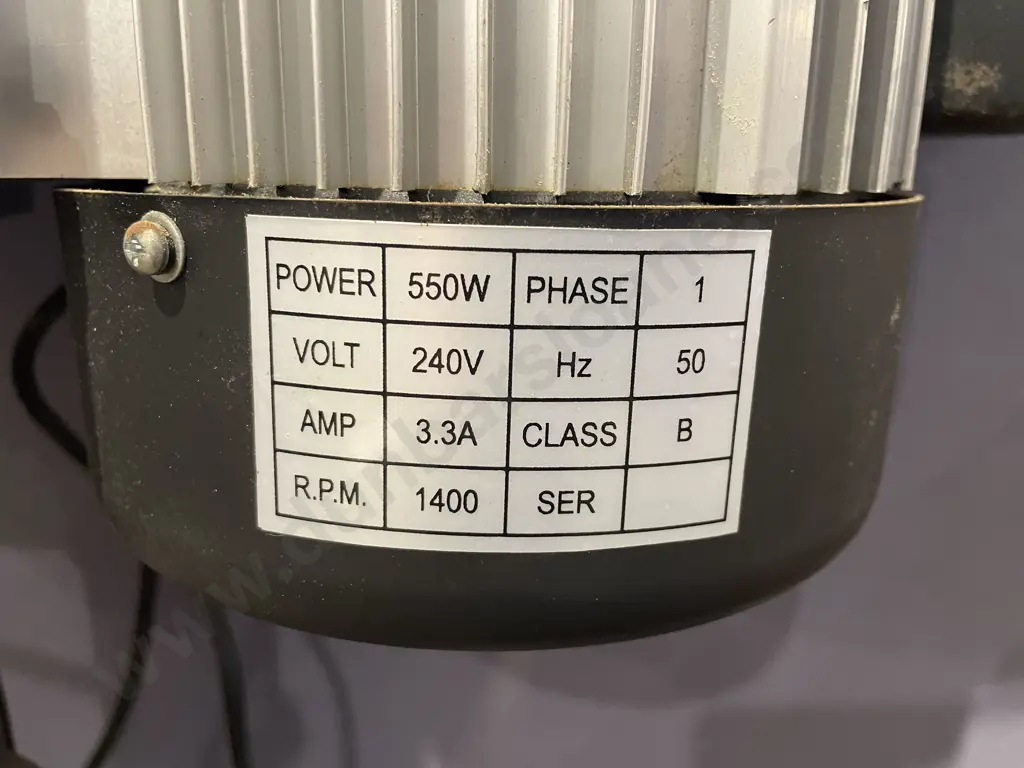 POWER 550W PHASE 1
VOLT 240V Hz 50
AMP 3.3A CLASS B
R.P.M. 1400 SER